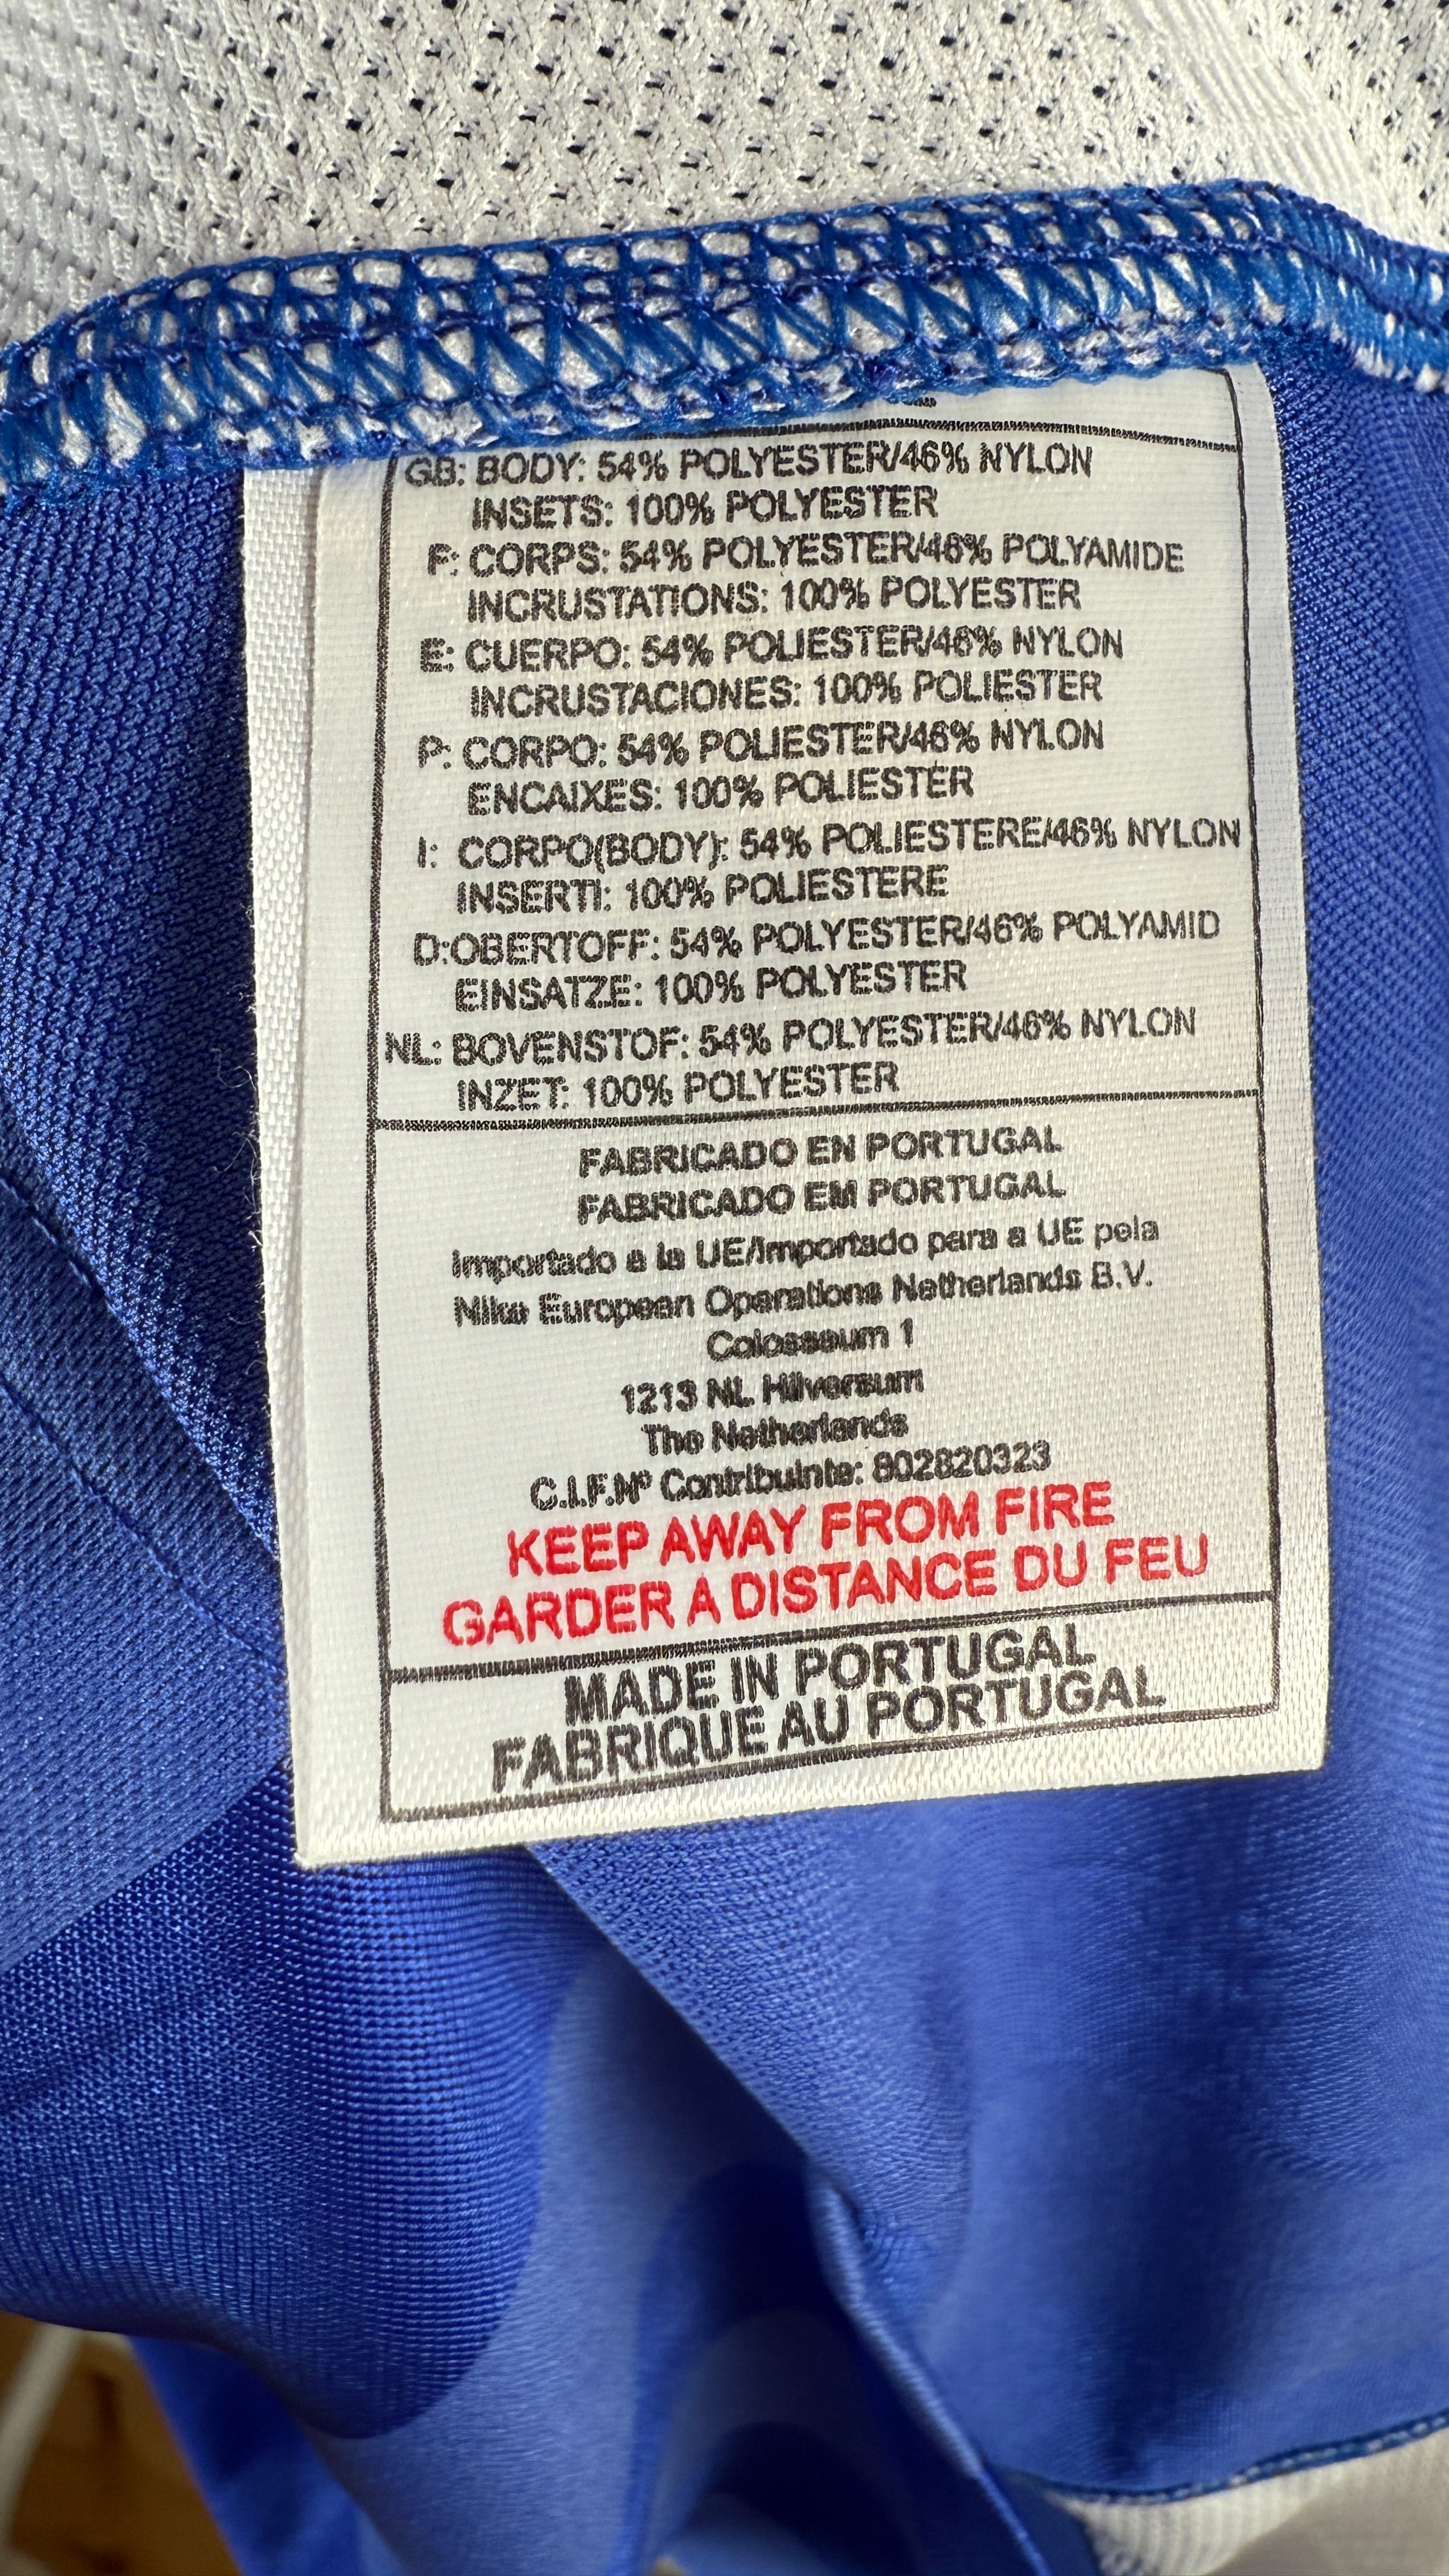 GB: BODY: 54% POLYESTER/46% NYLON
INSETS: 100% POLYESTER
F: CORPS: 54% POLYESTER/46% POLYAMIDE
INCRUSTATIONS: 100% POLYESTER
E: CUERPO: 54% POLIESTER/46% NYLON
INCRUSTACIONES: 100% POLIESTER
P: CORPO: 54% POLIESTER/46% NYLON
ENCAIXES: 100% POLIESTER
I: CORPO(BODY): 54% POLIESTERE/46% NYLON
INSERTI: 100% POLIESTERE
D:OBERTOFF: 54% POLYESTER/46% POLYAMID
EINSATZE: 100% POLYESTER
NL: BOVENSTOF: 54% POLYESTER/46% NYLON
INZET: 100% POLYESTER
FABRICADO EN PORTUGAL
FABRICADO EM PORTUGAL
Importado a la UE/Importado para a UE pela
Nike European Operations Netherlands B.V.
Colosseum 1
1213 NL Hilversum
The Netherlands
C.I.F.Nº Contribuinte: 802820323
KEEP AWAY FROM FIRE
GARDER A DISTANCE DU FEU
MADE IN PORTUGAL
FABRIQUE AU PORTUGAL